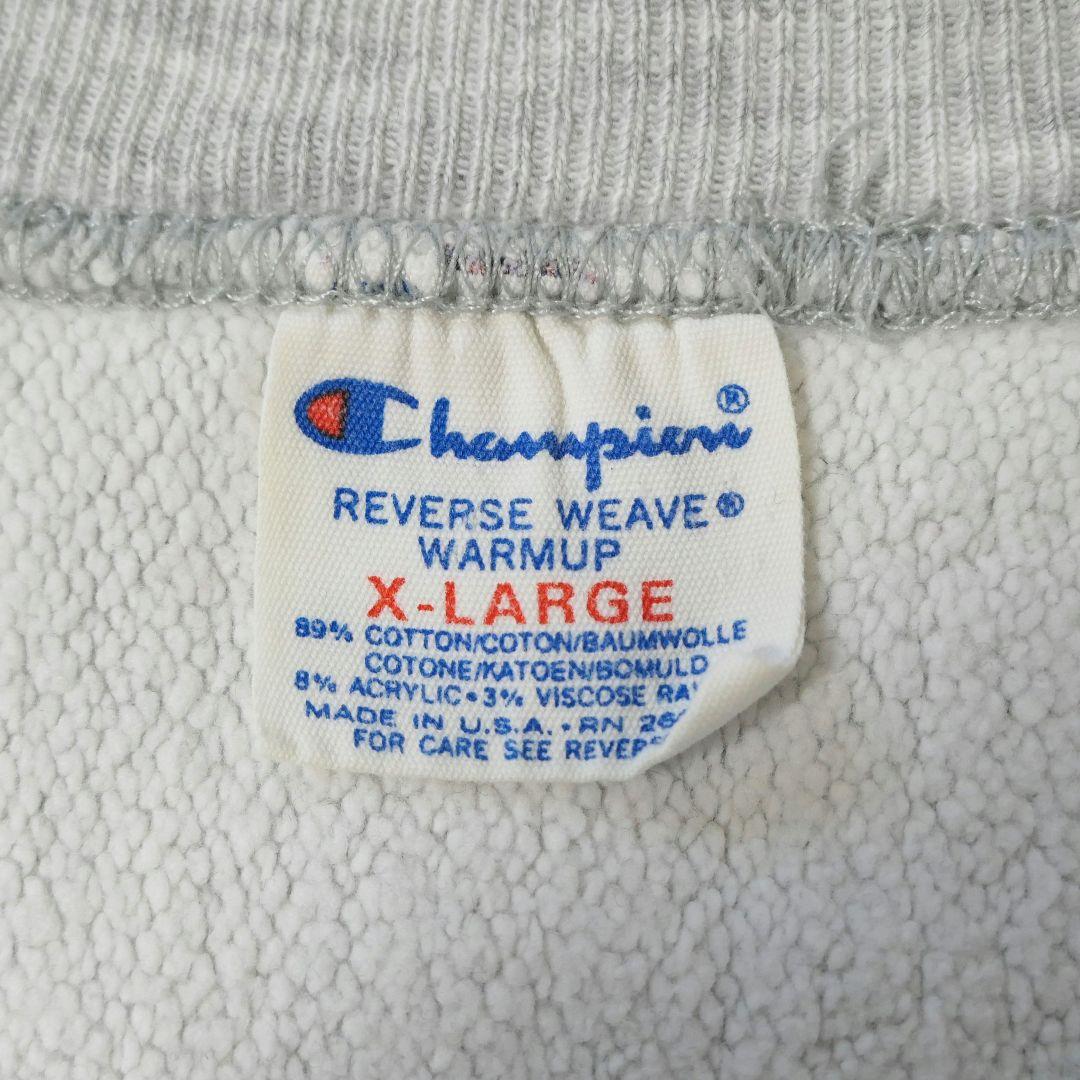 Champion®
REVERSE WEAVE®
WARMUP
X-LARGE
89% COTTON/COTON/BAUMWOLLE
COTONE/KATOEN/BOMULD
8% ACRYLIC • 3% VISCOSE
MADE IN U.S.A. • RN
FOR CARE SEE